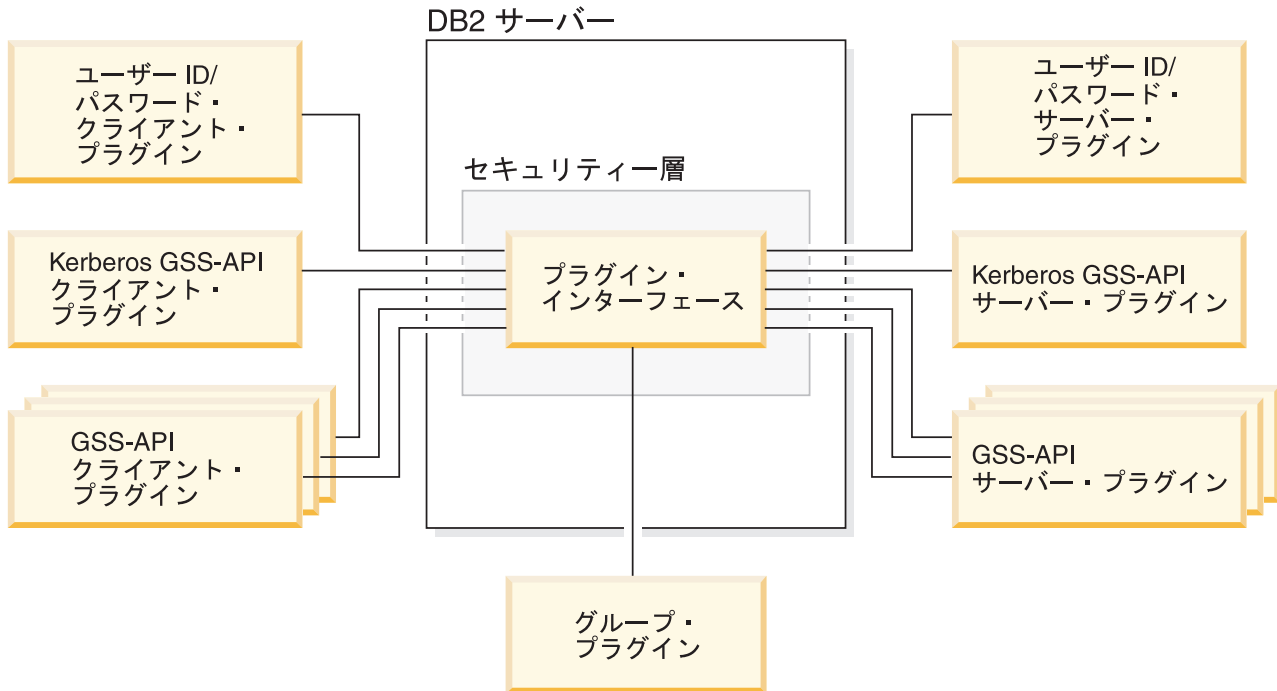 DB2 サーバー
ユーザー ID/
パスワード・
クライアント・
プラグイン
ユーザー ID/
パスワード・
サーバー・
プラグイン
セキュリティー層
Kerberos GSS-API
クライアント・
プラグイン
プラグイン・
インターフェース
Kerberos GSS-API
サーバー・プラグイン
GSS-API
クライアント・
プラグイン
GSS-API
サーバー・プラグイン
グループ・
プラグイン